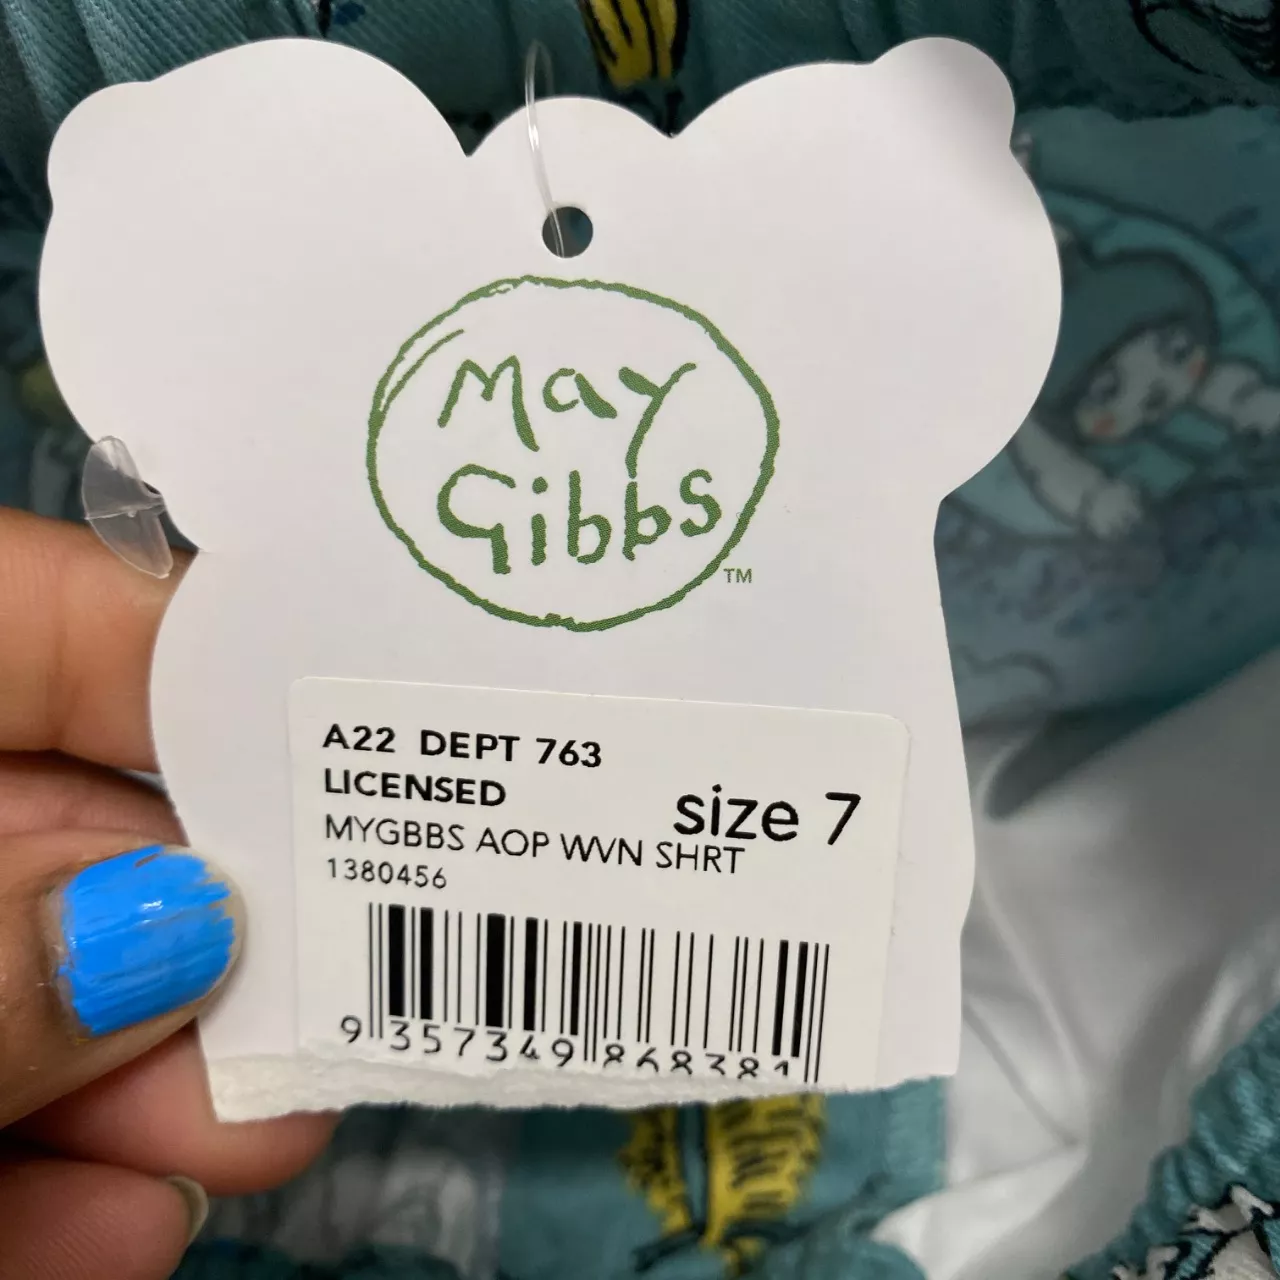 May
Gibbs
TM
A22 DEPT 763
LICENSED
size 7
MYGBBS AOP WVN SHRT
1380456
9 357349 868381